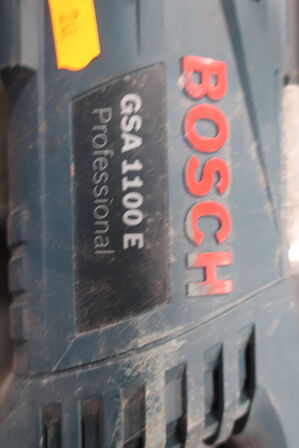 BOSCH
GSA 1100 E
Professional